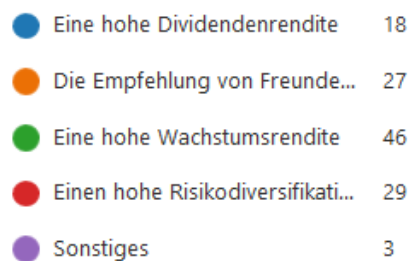 Eine hohe Dividendenrendite 18
Die Empfehlung von Freunde... 27
Eine hohe Wachstumsrendite 46
Einen hohe Risikodiversifikati... 29
Sonstiges 3